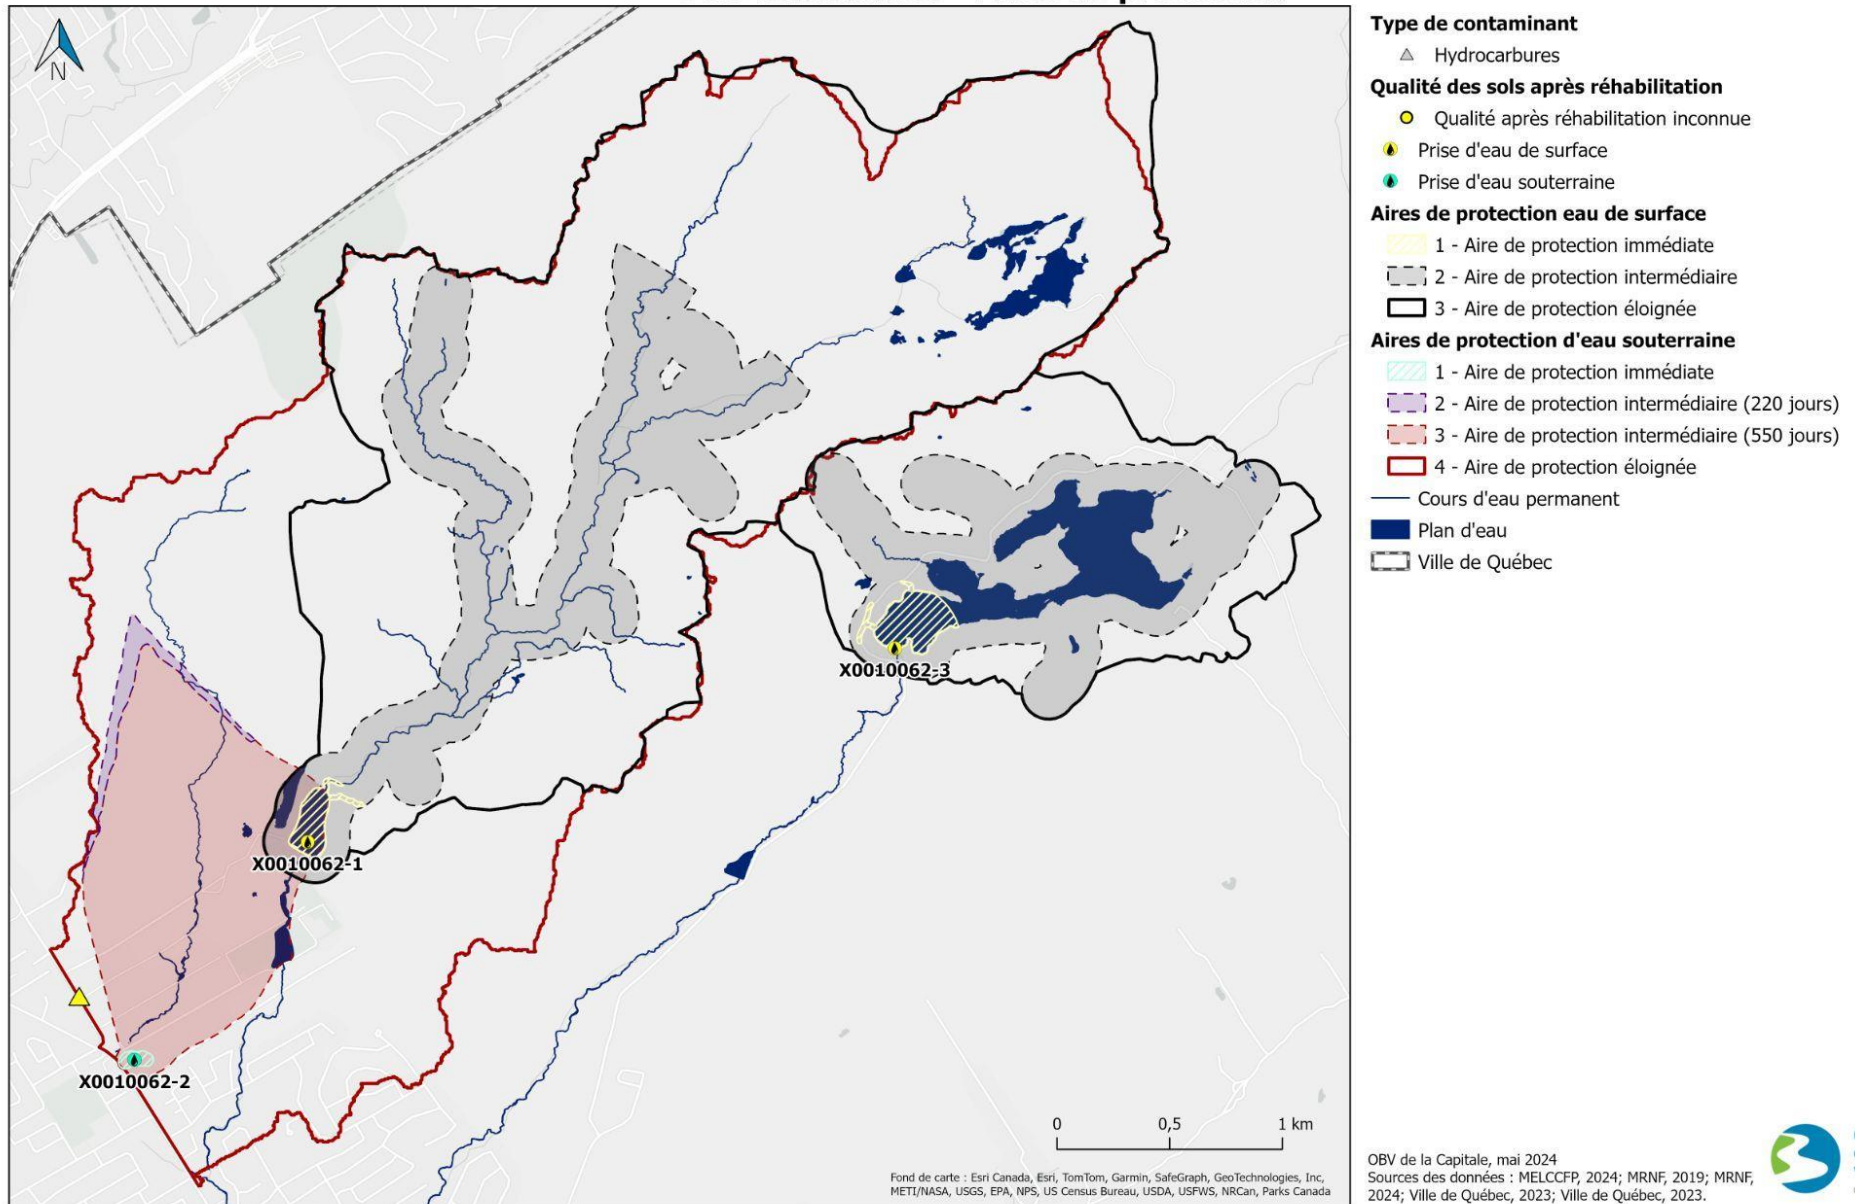 N
X0010062-3
X0010062-1
X0010062-2
0 0,5 1 km
Fond de carte : Esri Canada, Esri, TomTom, Garmin, SafeGraph, GeoTechnologies, Inc,
METI/NASA, USGS, EPA, NPS, US Census Bureau, USDA, USFWS, NRCan, Parks Canada
Type de contaminant
Hydrocarbures
Qualité des sols après réhabilitation
Qualité après réhabilitation inconnue
Prise d'eau de surface
Prise d'eau souterraine
Aires de protection eau de surface
1 - Aire de protection immédiate
2 - Aire de protection intermédiaire
3 - Aire de protection éloignée
Aires de protection d'eau souterraine
1 - Aire de protection immédiate
2 - Aire de protection intermédiaire (220 jours)
3 - Aire de protection intermédiaire (550 jours)
4 - Aire de protection éloignée
Cours d'eau permanent
Plan d'eau
Ville de Québec
OBV de la Capitale, mai 2024
Sources des données : MELCCFP, 2024; MRNF, 2019; MRNF,
2024; Ville de Québec, 2023; Ville de Québec, 2023.